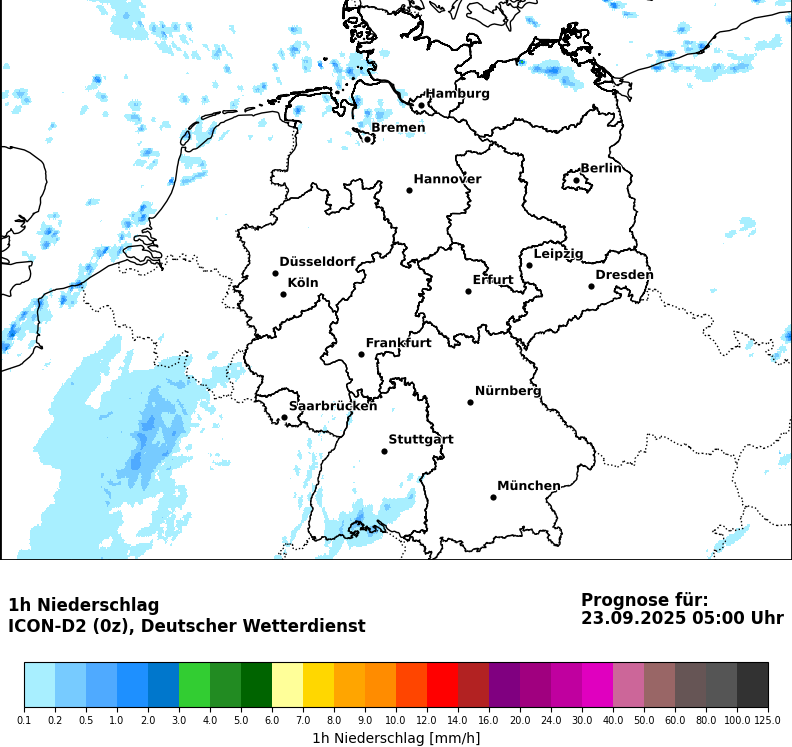 Hamburg
Bremen
Berlin
Hannover
Leipzig
Düsseldorf
Dresden
Köln
Erfurt
Frankfurt
Nürnberg
Saarbrücken
Stuttgart
München
1h Niederschlag
ICON-D2 (0z), Deutscher Wetterdienst
Prognose für:
23.09.2025 05:00 Uhr
0.1 0.2 0.5 1.0 2.0 3.0 4.0 5.0 6.0 7.0 8.0 9.0 10.0 12.0 14.0 16.0 20.0 24.0 30.0 40.0 50.0 60.0 80.0 100.0 125.0
1h Niederschlag [mm/h]